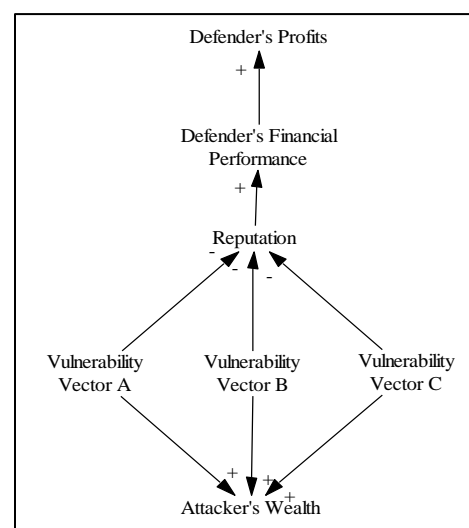 Defender's Profits
+
Defender's Financial
Performance
+
Reputation
- - -
Vulnerability Vulnerability Vulnerability
Vector A Vector B Vector C
+ + +
Attacker's Wealth